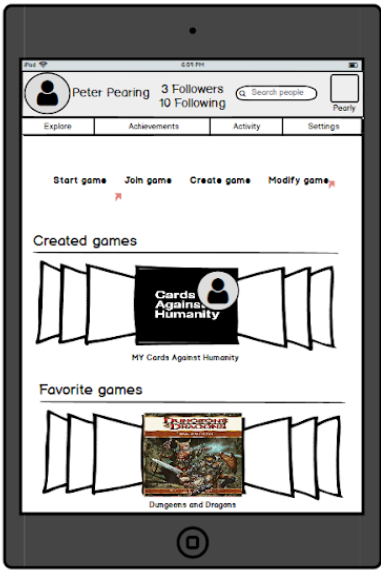 iPad
4:59 PM
Peter Pearing
3 Followers
10 Following
Search people
Pearly
Explore
Achievements
Activity
Settings
Start game
Join game
Create game
Modify game
Created games
Cards
Against
Humanity
MY Cards Against Humanity
Favorite games
DUNGEONS
DRAGONS
Dungeons and Dragons